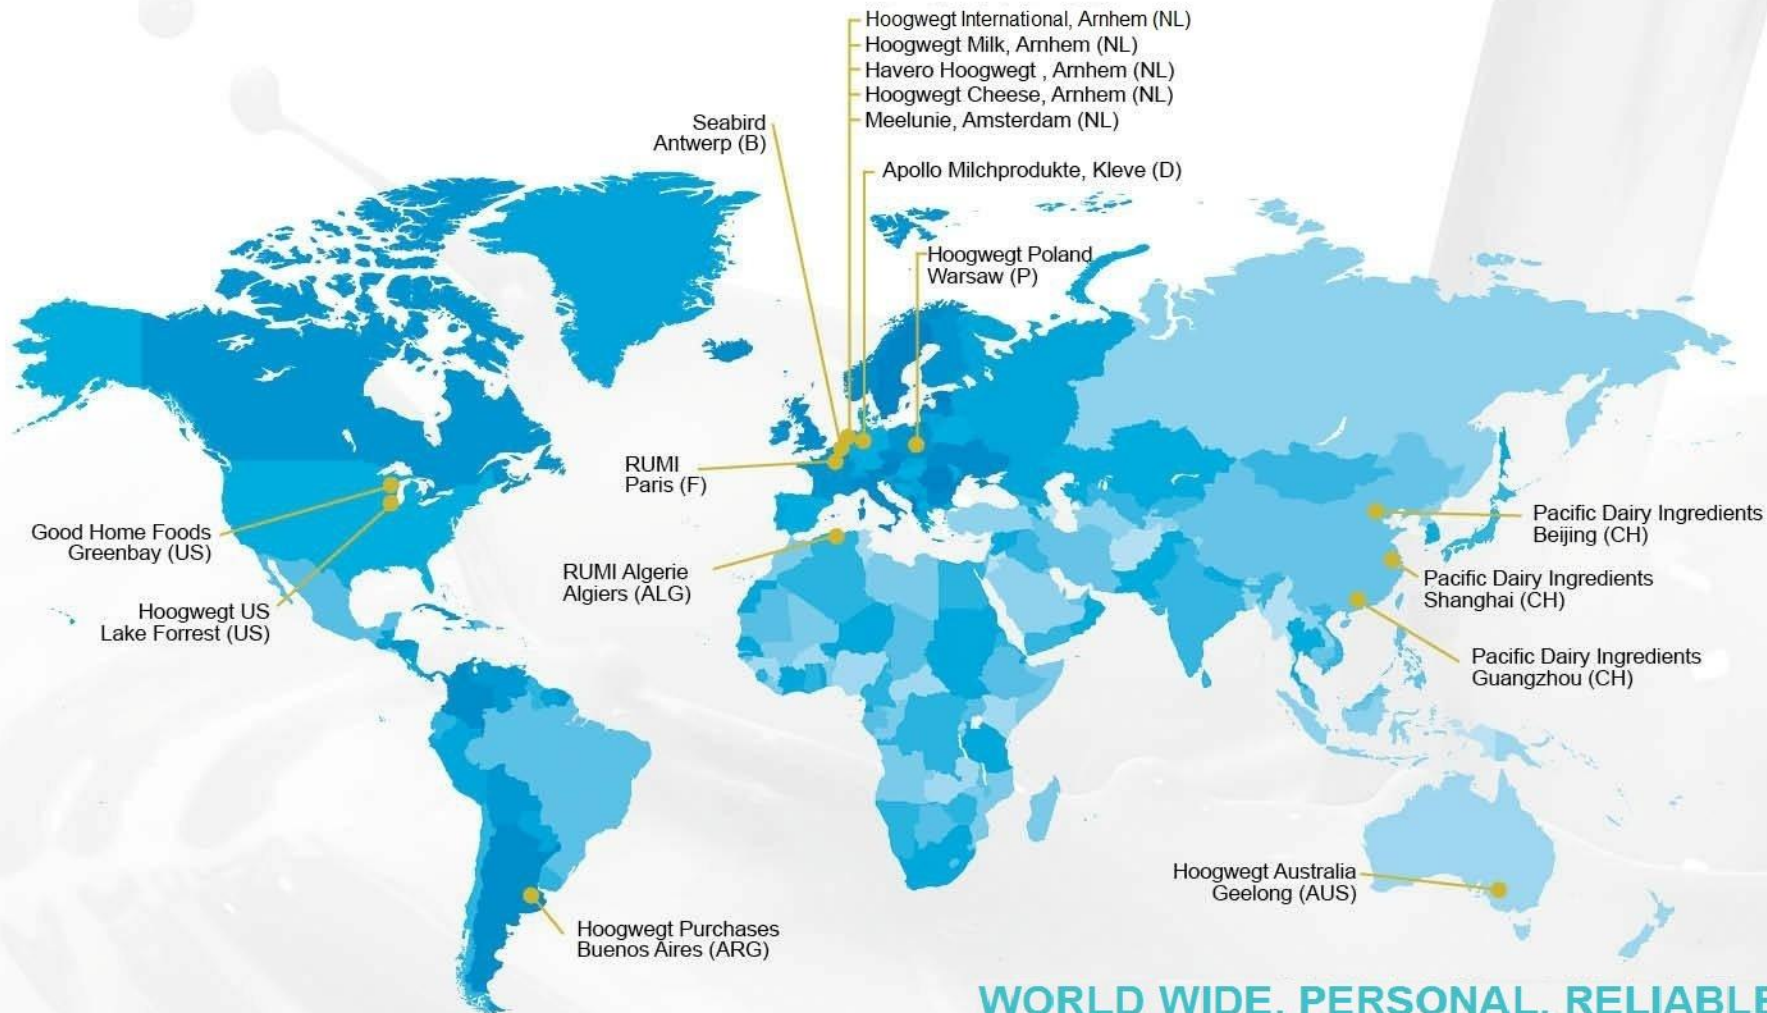 Hoogwegt International, Arnhem (NL)
Hoogwegt Milk, Arnhem (NL)
Havero Hoogwegt , Arnhem (NL)
Hoogwegt Cheese, Arnhem (NL)
Meelunie, Amsterdam (NL)
Seabird
Antwerp (B)
Apollo Milchprodukte, Kleve (D)
Hoogwegt Poland
Warsaw (P)
RUMI
Paris (F)
Good Home Foods
Greenbay (US)
Pacific Dairy Ingredients
Beijing (CH)
RUMI Algerie
Algiers (ALG)
Pacific Dairy Ingredients
Shanghai (CH)
Hoogwegt US
Lake Forrest (US)
Pacific Dairy Ingredients
Guangzhou (CH)
Hoogwegt Australia
Geelong (AUS)
Hoogwegt Purchases
Buenos Aires (ARG)
WORLD WIDE. PERSONAL. RELIABLE